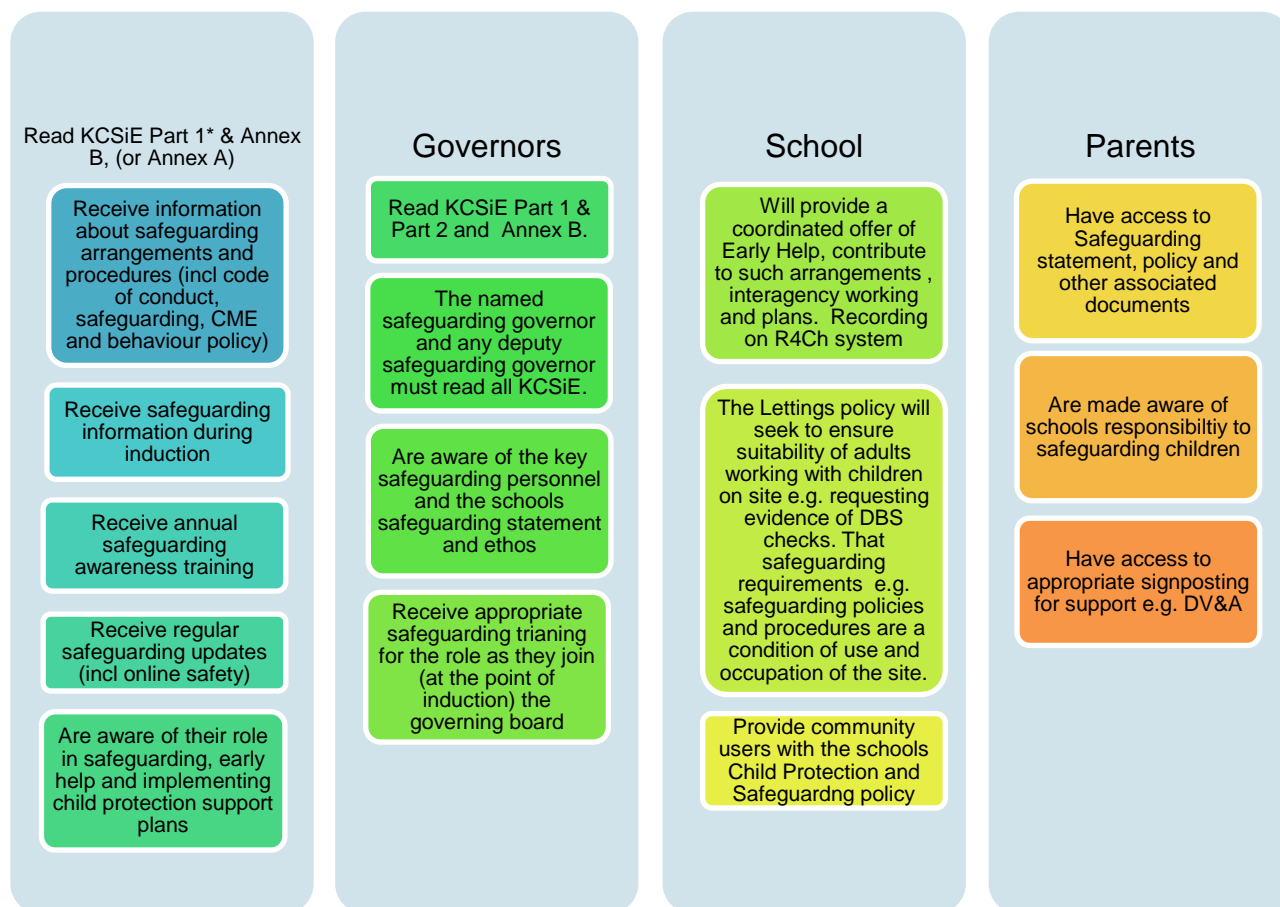 Read KCSiE Part 1* & Annex
B, (or Annex A)
Receive information
about safeguarding
arrangements and
procedures (incl code
of conduct,
safeguarding, CME
and behaviour policy)
Receive safeguarding
information during
induction
Receive annual
safeguarding
awareness training
Receive regular
safeguarding updates
(incl online safety)
Are aware of their role
in safeguarding, early
help and implementing
child protection support
plans
Governors
Read KCSiE Part 1 &
Part 2 and  Annex B.
The named
safeguarding governor
and any deputy
safeguarding governor
must read all KCSiE.
Are aware of the key
safeguarding personnel
and the schools
safeguarding statement
and ethos
Receive appropriate
safeguarding trianing
for the role as they join
(at the point of
induction) the
governing board
School
Will provide a
coordinated offer of
Early Help, contribute
to such arrangements ,
interagency working
and plans.  Recording
on R4Ch system
The Lettings policy will
seek to ensure
suitability of adults
working with children
on site e.g. requesting
evidence of DBS
checks. That
safeguarding
requirements  e.g.
safeguarding policies
and procedures are a
condition of use and
occupation of the site.
Provide community
users with the schools
Child Protection and
Safeguardng policy
Parents
Have access to
Safeguarding
statement, policy and
other associated
documents
Are made aware of
schools responsibiltiy to
safeguarding children
Have access to
appropriate signposting
for support e.g. DV&A